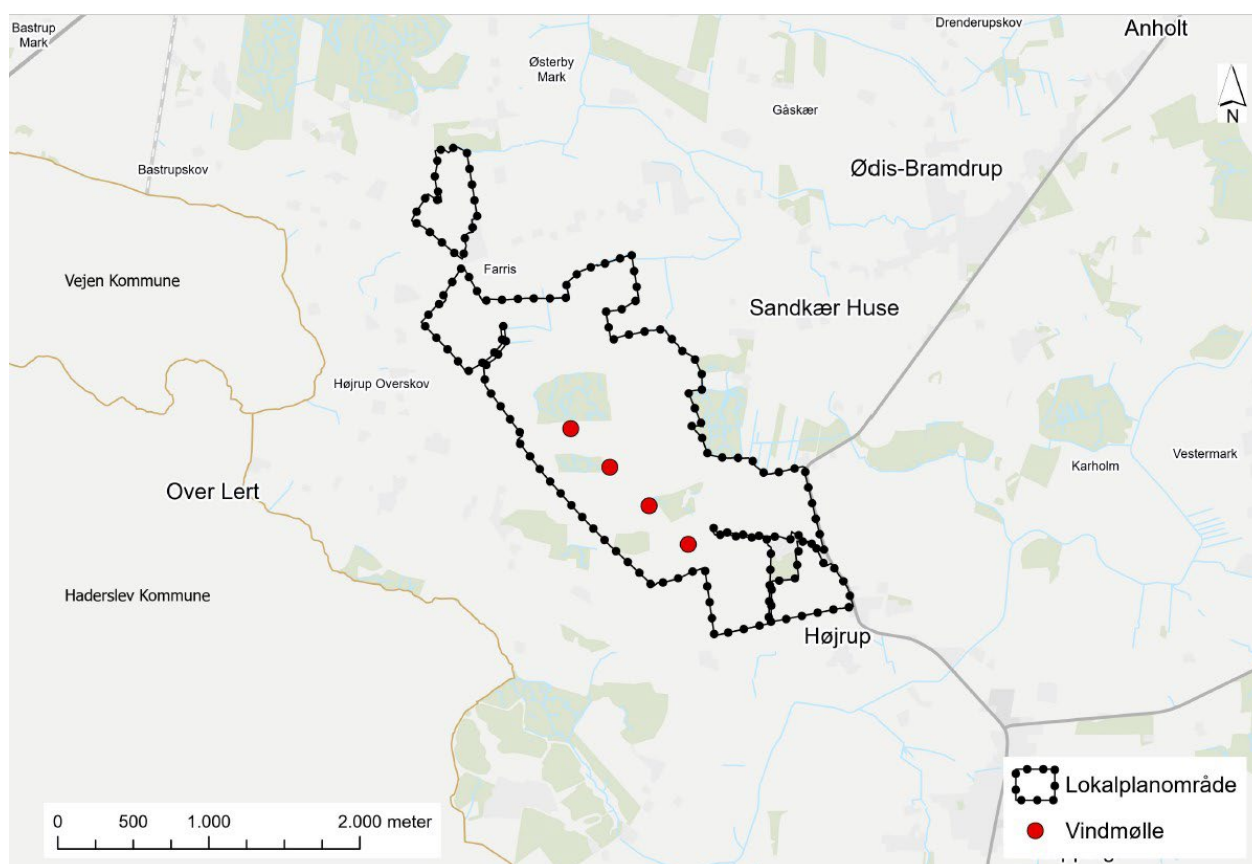 Bastrup
Mark
Drenderupskov
Anholt
Østerby
Mark
N
Gåskær
Bastrupskov
Ødis-Bramdrup
Farris
Vejen Kommune
Sandkær Huse
Højrup Overskov
Karholm
Vestermark
Over Lert
Haderslev Kommune
Højrup
Lokalplanområde
Vindmølle
0 500 1.000 2.000 meter